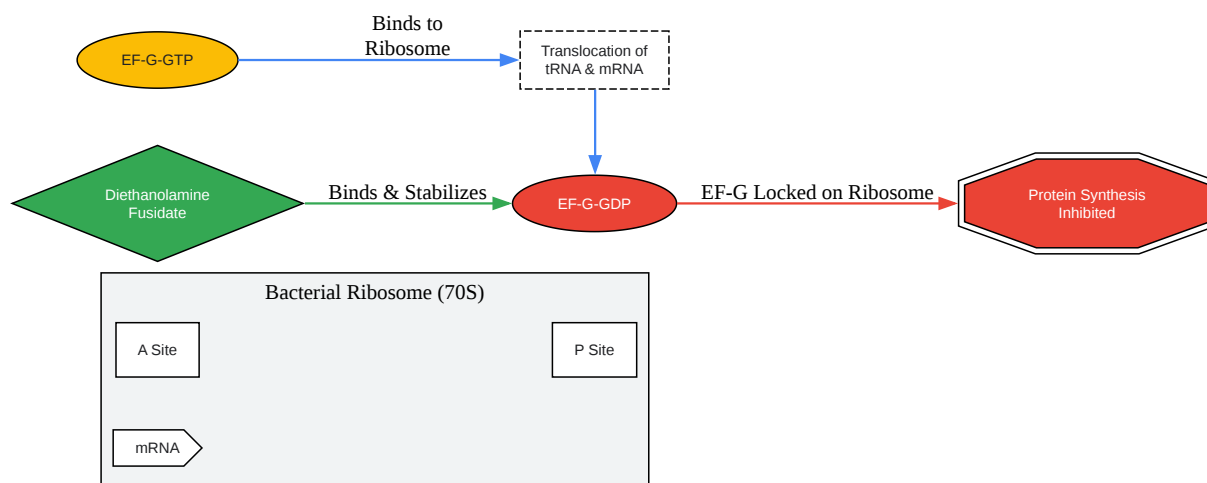 Binds to
Ribosome
EF-G-GTP
Translocation of
tRNA & mRNA
Diethanolamine
Fusidate
Binds & Stabilizes
EF-G-GDP
EF-G Locked on Ribosome
Protein Synthesis
Inhibited
Bacterial Ribosome (70S)
A Site
P Site
mRNA